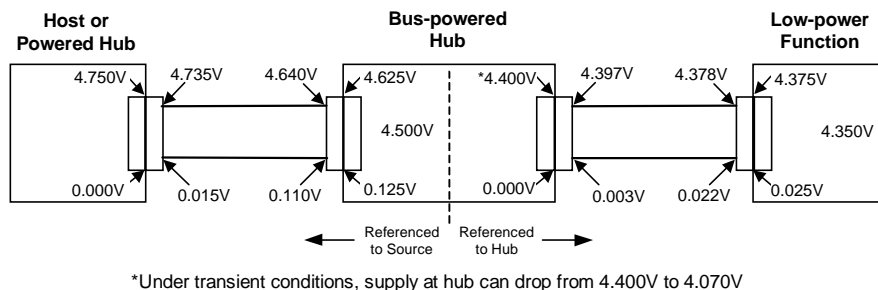 Host or
Powered Hub
Bus-powered
Hub
Low-power
Function
4.750V
4.735V
4.640V
4.625V
*4.400V
4.397V
4.378V
4.375V
4.500V
4.350V
0.000V
0.015V
0.110V
0.125V
0.000V
0.003V
0.022V
0.025V
Referenced
to Source
Referenced
to Hub
*Under transient conditions, supply at hub can drop from 4.400V to 4.070V